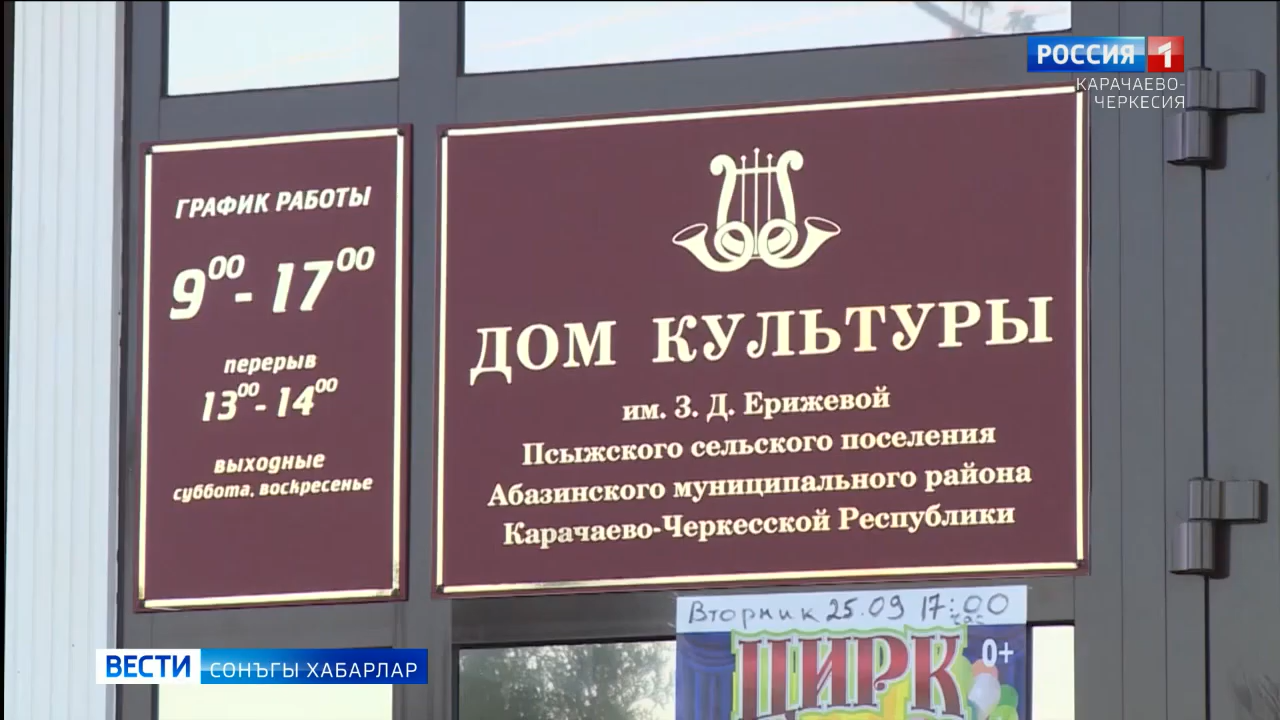 РОССИЯ 1
КАРАЧАЕВО-
ЧЕРКЕСИЯ
ГРАФИК РАБОТЫ
9⁰⁰ - 17⁰⁰
перерыв
13⁰⁰ - 14⁰⁰
выходные
суббота, воскресенье
ДОМ КУЛЬТУРЫ
им. З. Д. Ерижевой
Псыжского сельского поселения
Абазинского муниципального района
Карачаево-Черкесской Республики
Вторник 25.09 17:00
час
ЦИРК
0+
ВЕСТИ
СОНЪГЫ ХАБАРЛАР